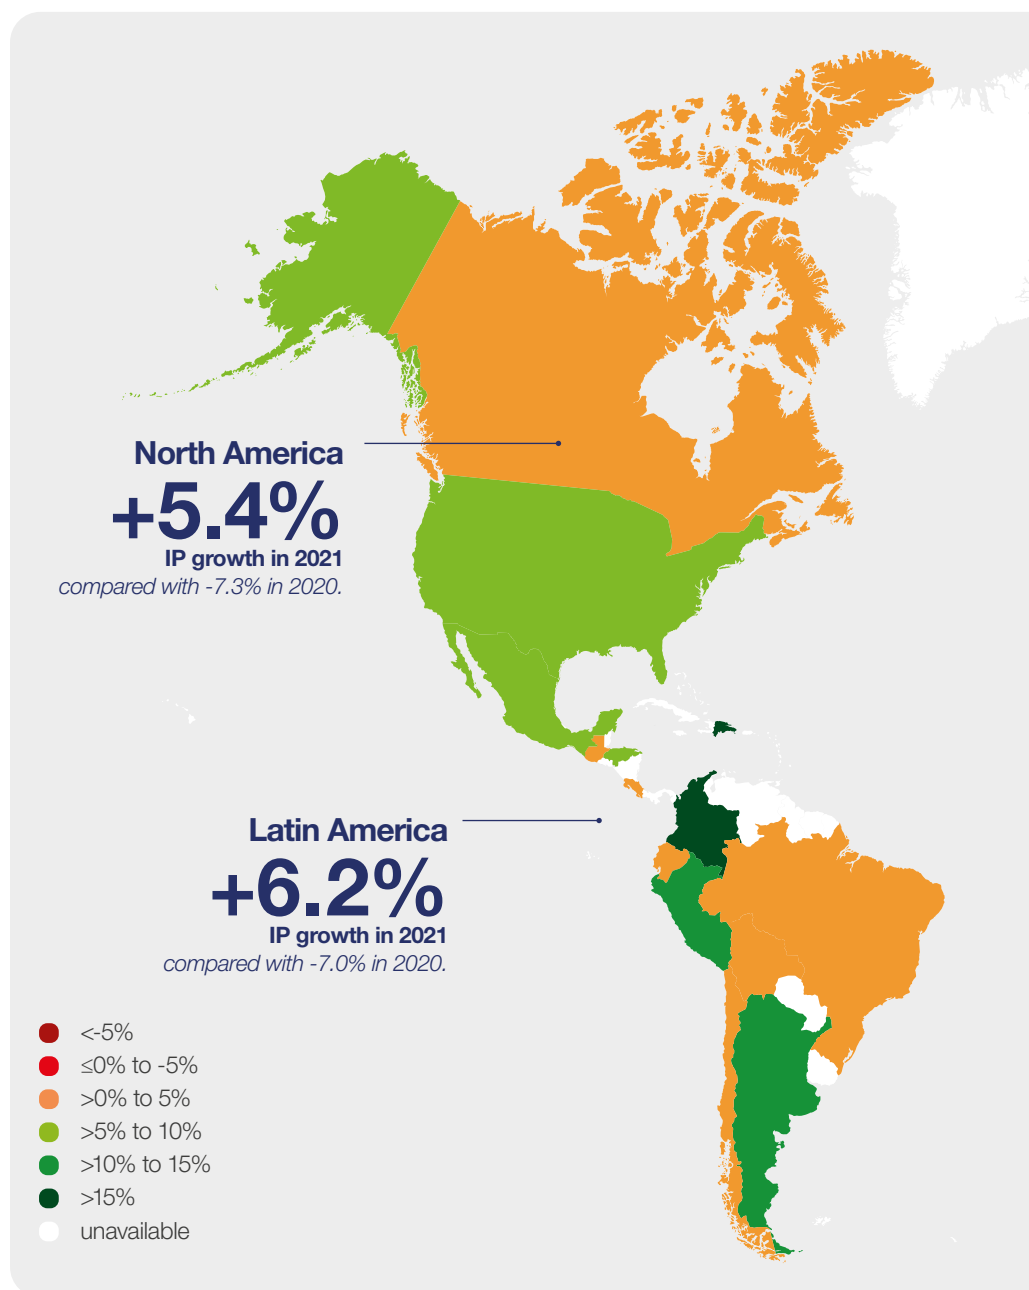 North America
+5.4%
IP growth in 2021
compared with -7.3% in 2020.
Latin America
+6.2%
IP growth in 2021
compared with -7.0% in 2020.
<-5%
≤0% to -5%
>0% to 5%
>5% to 10%
>10% to 15%
>15%
unavailable